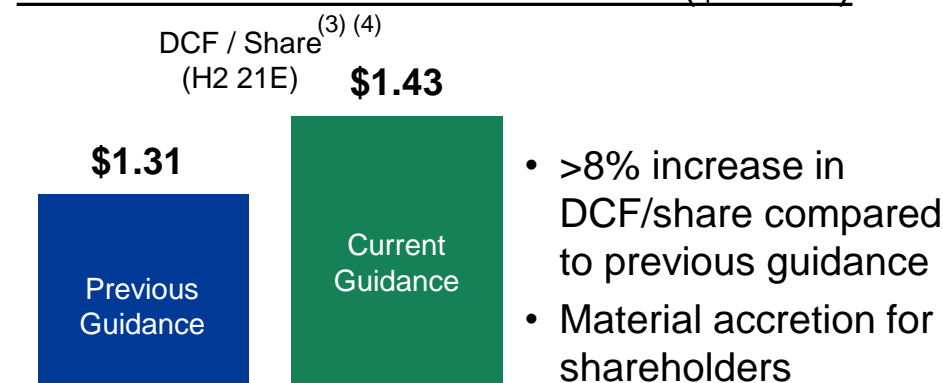 DCF / Share(3) (4)
(H2 21E)
$1.43
$1.31
Previous
Guidance
Current
Guidance
• >8% increase in
DCF/share compared
to previous guidance
• Material accretion for
shareholders